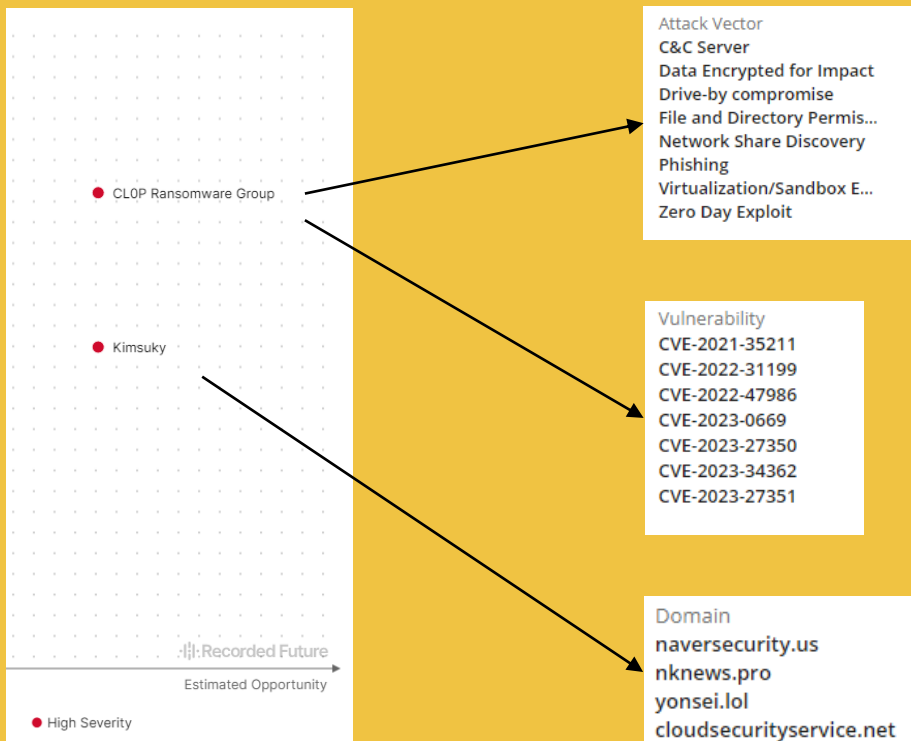 CL0P Ransomware Group
Kimsuky
Recorded Future
Estimated Opportunity
High Severity
Attack Vector
C&C Server
Data Encrypted for Impact
Drive-by compromise
File and Directory Permis...
Network Share Discovery
Phishing
Virtualization/Sandbox E...
Zero Day Exploit
Vulnerability
CVE-2021-35211
CVE-2022-31199
CVE-2022-47986
CVE-2023-0669
CVE-2023-27350
CVE-2023-34362
CVE-2023-27351
Domain
naversecurity.us
nknews.pro
yonsei.lol
cloudsecurityservice.net